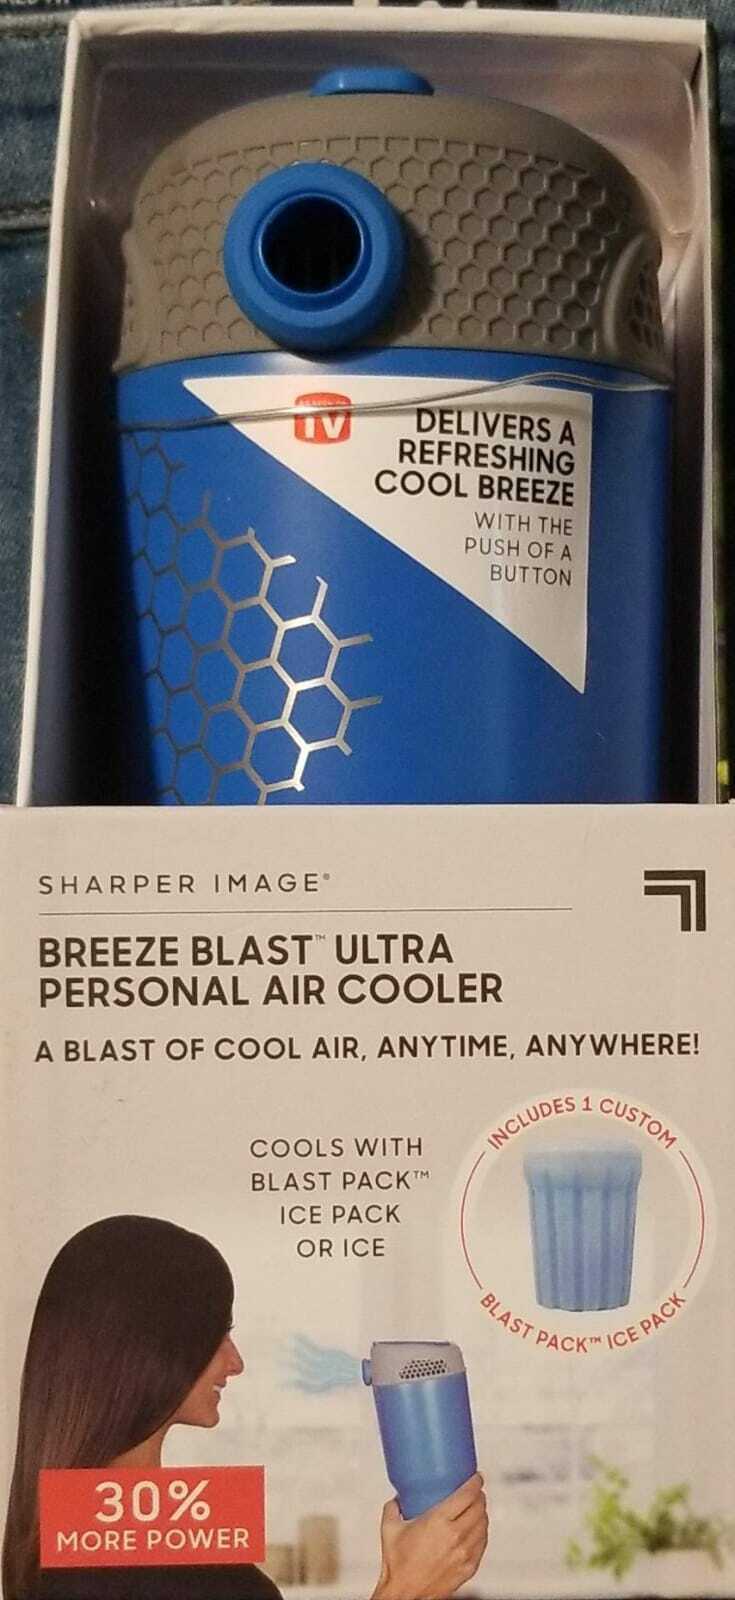 TV
DELIVERS A
REFRESHING
COOL BREEZE
WITH THE
PUSH OF A
BUTTON
SHARPER IMAGE®
BREEZE BLAST™ ULTRA
PERSONAL AIR COOLER
A BLAST OF COOL AIR, ANYTIME, ANYWHERE!
INCLUDES 1 CUSTOM
BLAST PACK™ ICE PACK
COOLS WITH
BLAST PACK™
ICE PACK
OR ICE
30%
MORE POWER